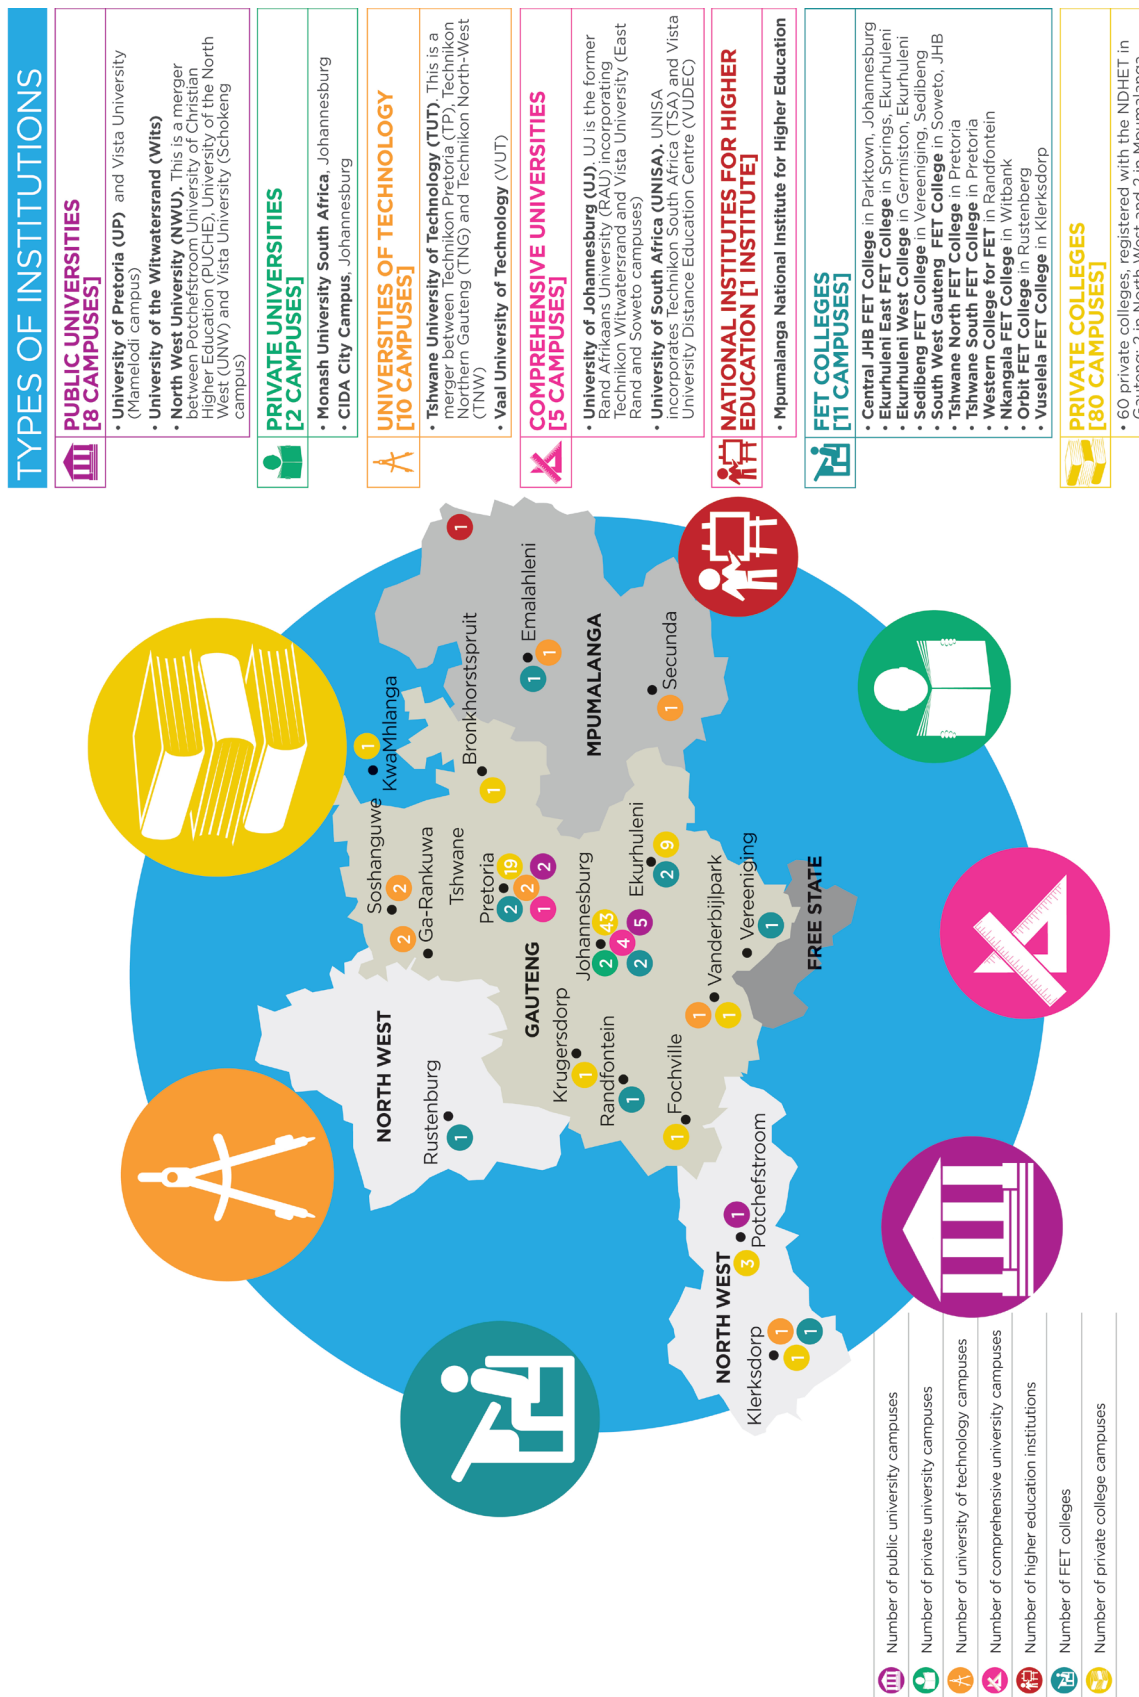 TYPES OF INSTITUTIONS
PUBLIC UNIVERSITIES
[8 CAMPUSES]
• University of Pretoria (UP) and Vista University
(Mamelodi campus)
• University of the Witwatersrand (Wits)
• North West University (NWU). This is a merger
between Potchefstroom University of Christian
Higher Education (PUCHE), University of the North
West (UNW) and Vista University (Schokeng
campus)
PRIVATE UNIVERSITIES
[2 CAMPUSES]
• Monash University South Africa, Johannesburg
• CIDA City Campus, Johannesburg
UNIVERSITIES OF TECHNOLOGY
[10 CAMPUSES]
• Tshwane University of Technology (TUT). This is a
merger between Technikon Pretoria (TP), Technikon
Northern Gauteng (TNG) and Technikon North-West
(TNW)
• Vaal University of Technology (VUT)
COMPREHENSIVE UNIVERSITIES
[5 CAMPUSES]
• University of Johannesburg (UJ). UJ is the former
Rand Afrikaans University (RAU) incorporating
Technikon Witwatersrand and Vista University (East
Rand and Soweto campuses)
• University of South Africa (UNISA). UNISA
incorporates Technikon South Africa (TSA) and Vista
University Distance Education Centre (VUDEC)
NATIONAL INSTITUTES FOR HIGHER
EDUCATION [1 INSTITUTE]
• Mpumalanga National Institute for Higher Education
FET COLLEGES
[11 CAMPUSES]
• Central JHB FET College in Parktown, Johannesburg
• Ekurhuleni East FET College in Springs, Ekurhuleni
• Ekurhuleni West College in Germiston, Ekurhuleni
• Sedibeng FET College in Vereeniging, Sedibeng
• South West Gauteng FET College in Soweto, JHB
• Tshwane North FET College in Pretoria
• Tshwane South FET College in Pretoria
• Western College for FET in Randfontein
• Nkangala FET College in Witbank
• Orbit FET College in Rustenberg
• Vuselela FET College in Klerksdorp
PRIVATE COLLEGES
[80 CAMPUSES]
• 60 private colleges, registered with the NDHET in
Gauteng; 2 in North West and 2 in Mpumalanga
NORTH WEST
Rustenburg
1
Soshanguwe
2
2
Ga-Rankuwa
1
KwaMhlanga
Tshwane
Pretoria
2
19
2
1
2
Bronkhorstspruit
1
1
Emalahleni
1
1
MPUMALANGA
Secunda
1
GAUTENG
Krugersdorp
1
Randfontein
1
Johannesburg
2
43
4
2
5
Ekurhuleni
2
9
Fochville
1
Vanderbijlpark
1
1
Vereeniging
1
FREE STATE
NORTH WEST
Potchefstroom
1
3
Klerksdorp
1
1
1
Number of public university campuses
Number of private university campuses
Number of university of technology campuses
Number of comprehensive university campuses
Number of higher education institutions
Number of FET colleges
Number of private college campuses